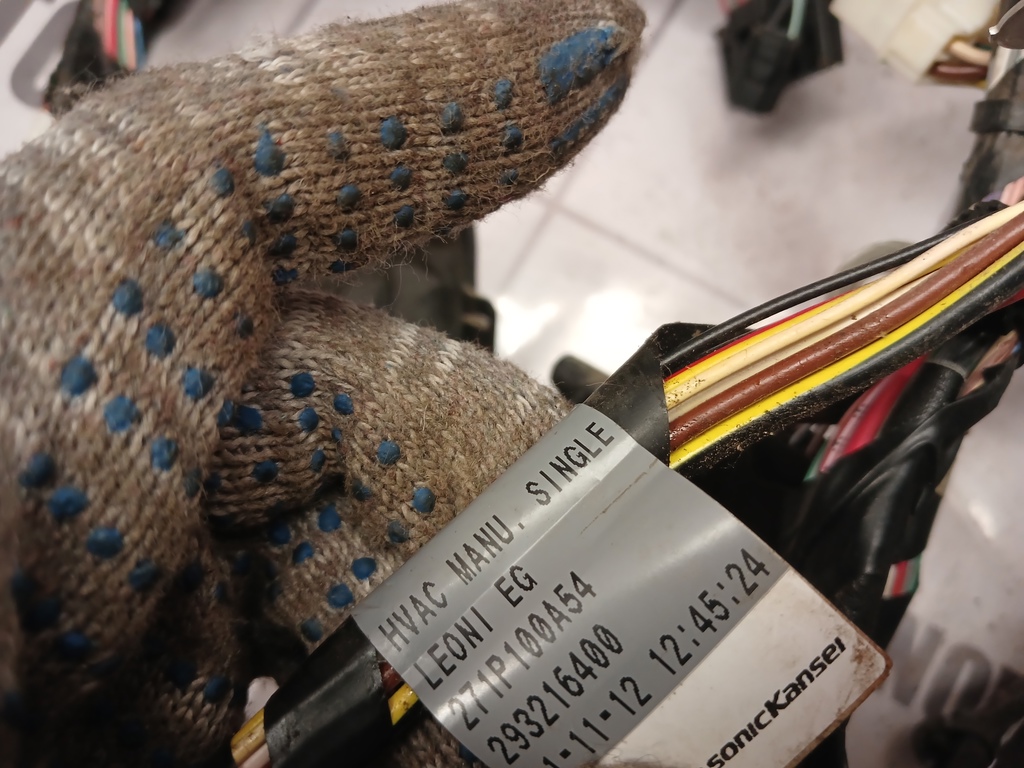 HVAC MANU. SINGLE
LEONI EG
271P100A54
293216400
-11-12 12:45:24
sonicKansei